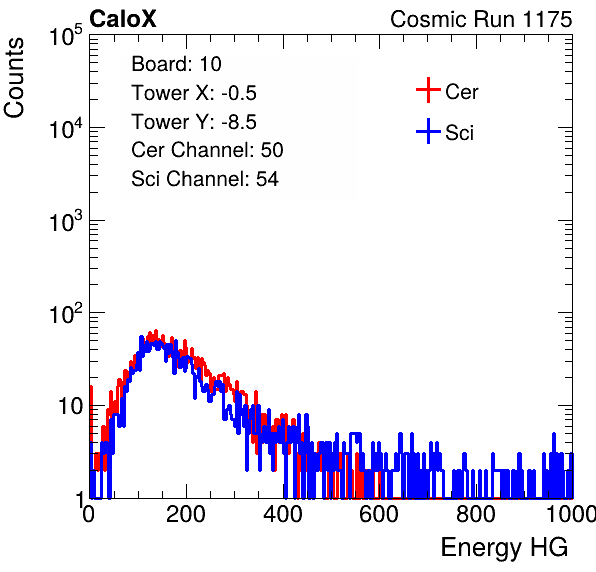 CaloX Cosmic Run 1175
Counts
Board: 10
Tower X: -0.5
Tower Y: -8.5
Cer Channel: 50
Sci Channel: 54
Cer
Sci
10^5
10^4
10^3
10^2
10
1
0 200 400 600 800 1000
Energy HG